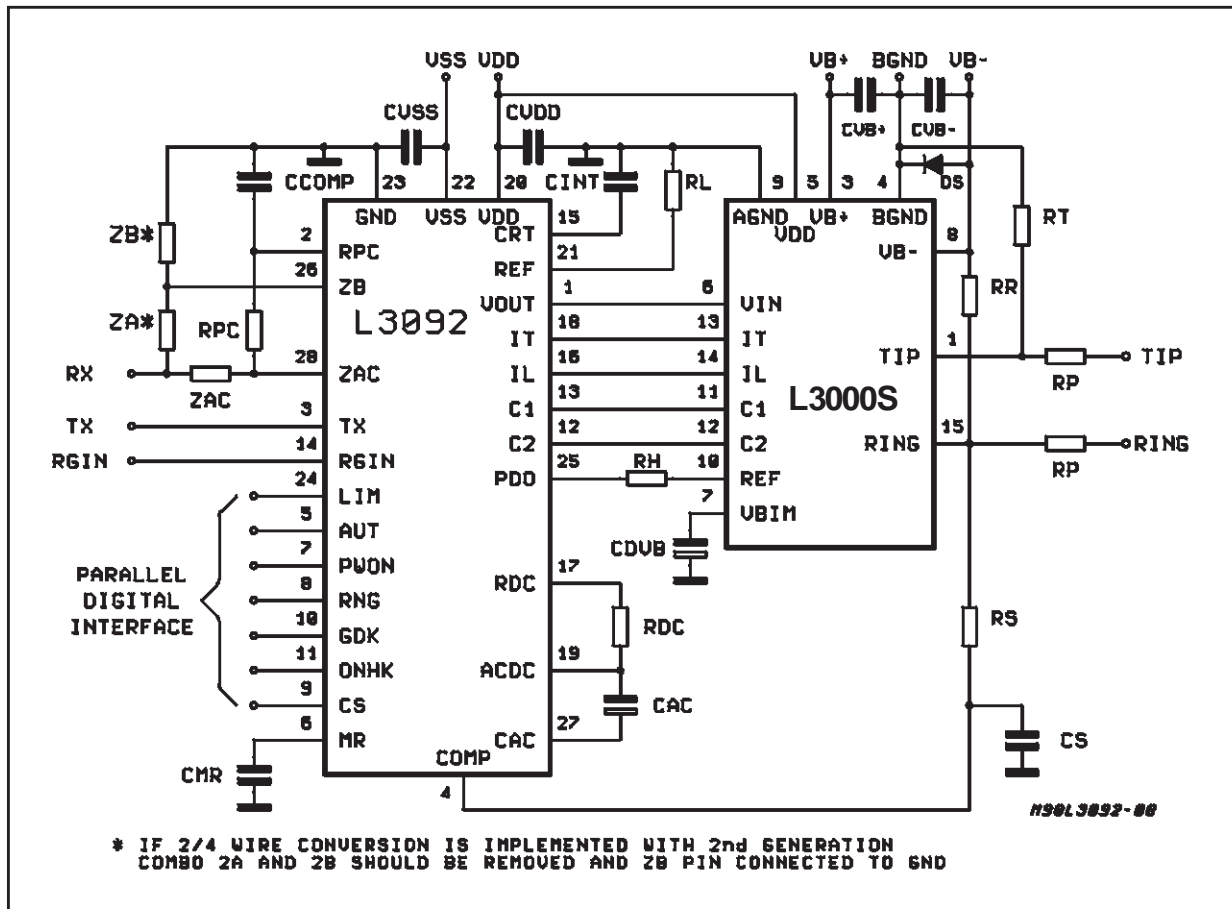 VSS VDD VB+ BGND VB-
CVSS CVDD CVB+ CVB-
CCOMP 23 22 20 CINT RL 9 5 3 4 DS
GND VSS VDD 15 AGND VDD VB+ BGND RT
ZB* 2 RPC CRT 21 8 VB-
26 ZB REF 1 6 RR
ZA* RPC L3092 VOUT VIN
28 18 13 1
RX ZAC ZAC IT IT TIP RP TIP
16 14
IL IL L3000S
3 13 11
TX TX C1 C1
14 12 12 15
RGIN RGIN C2 C2 RING RP RING
24 25 RH 10
LIM PDO REF
5 7
AUT VBIM
7 CDVB
PWON 17
PARALLEL
DIGITAL
INTERFACE
8 RDC
RNG RDC RS
10 19
GDK ACDC
11
ONHK CAC
9 27
CS CAC CS
6
MR COMP
CMR 4
M90L3092-08
* IF 2/4 WIRE CONVERSION IS IMPLEMENTED WITH 2nd GENERATION
COMBO 2A AND 2B SHOULD BE REMOVED AND ZB PIN CONNECTED TO GND